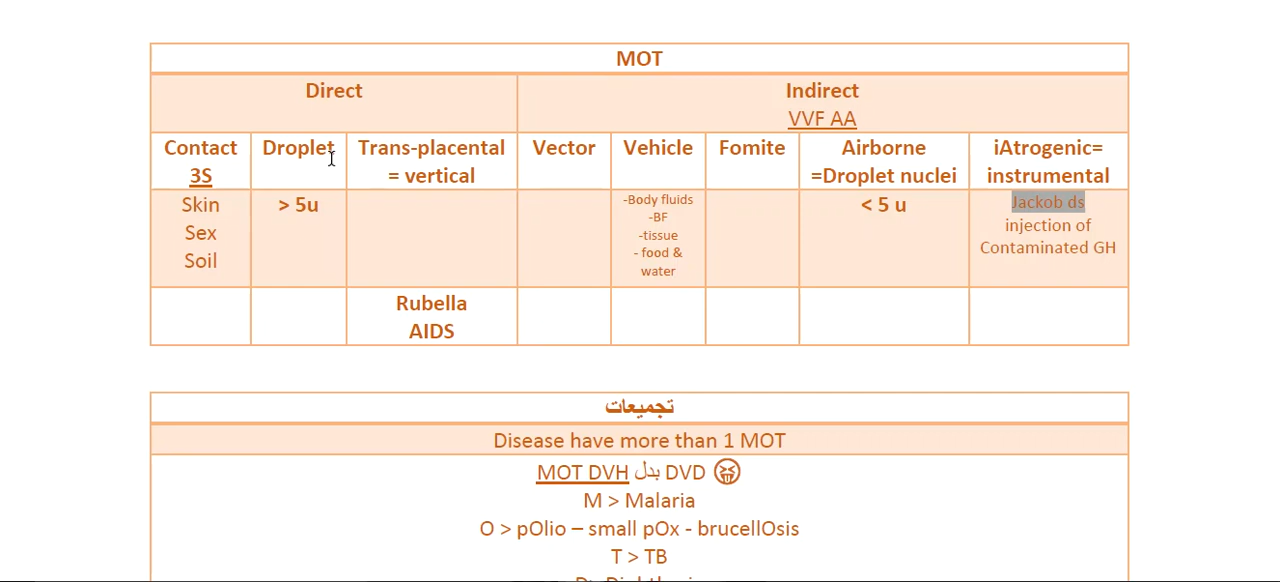 MOT
Direct
Indirect
VVF AA
Contact
3S
Droplet
Trans-placental
= vertical
Vector
Vehicle
Fomite
Airborne
=Droplet nuclei
iAtrogenic=
instrumental
Skin
Sex
Soil
> 5u
-Body fluids
-BF
-tissue
- food &
water
< 5 u
Jackob ds
injection of
Contaminated GH
Rubella
AIDS
تجميعات
Disease have more than 1 MOT
MOT DVH بدل DVD
M > Malaria
O > pOlio – small pOx - brucellOsis
T > TB